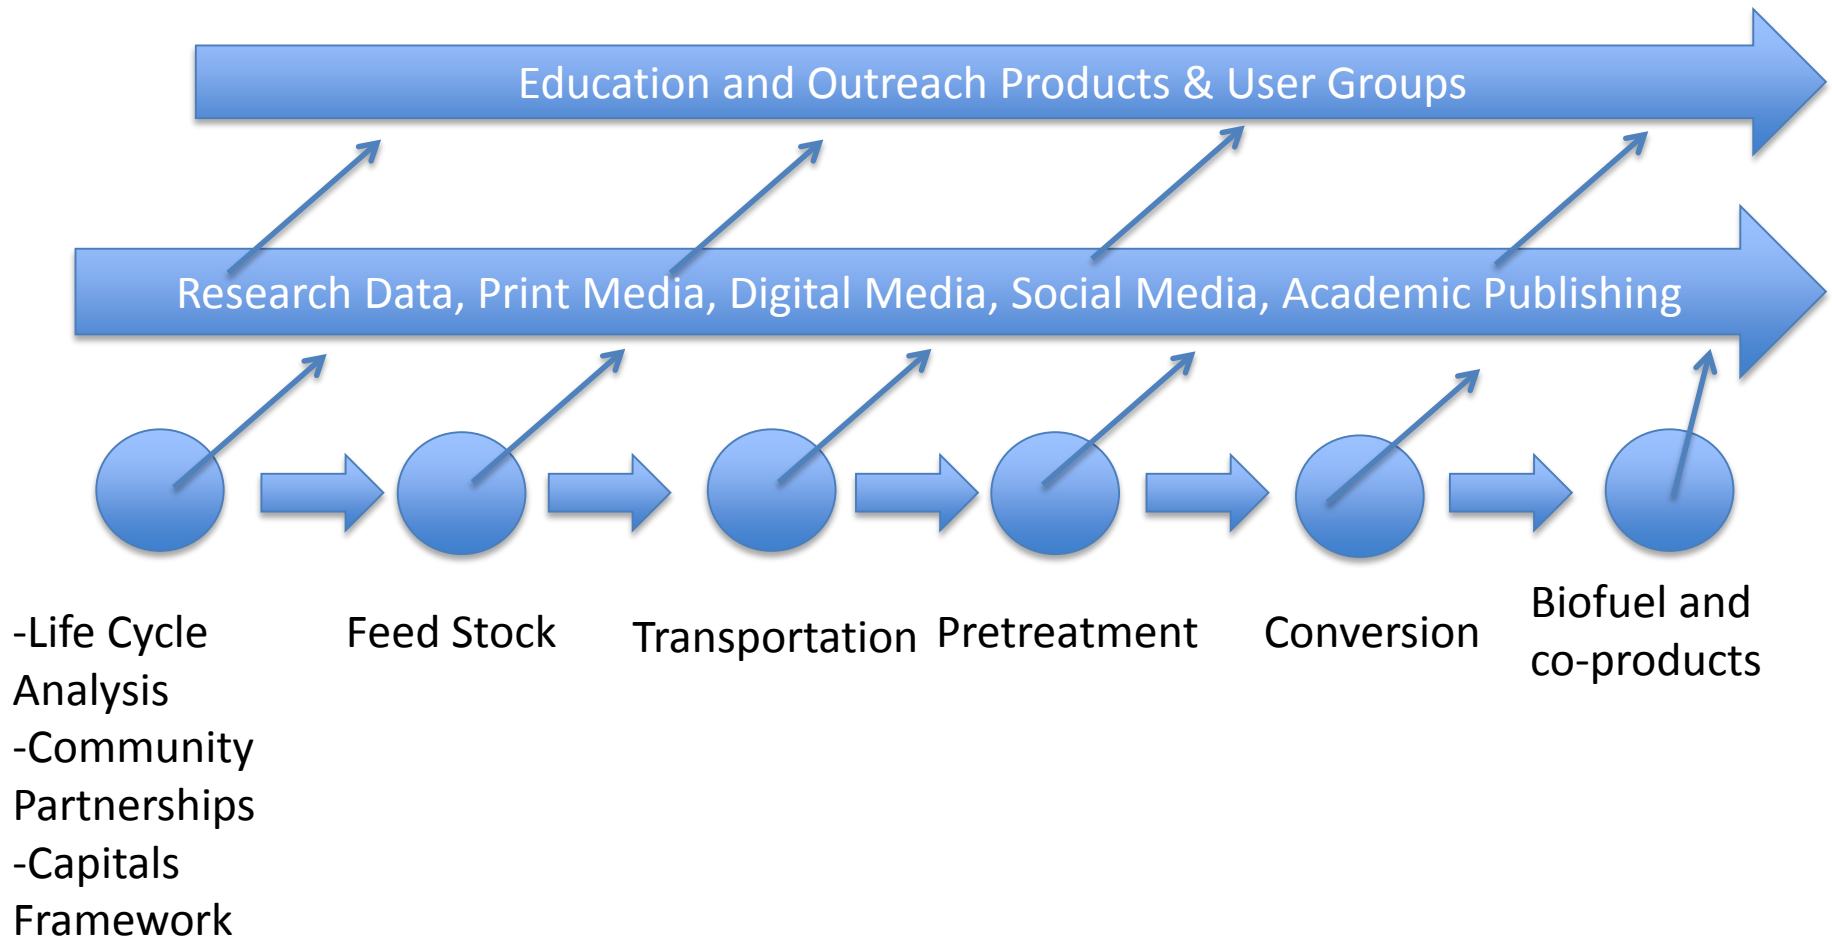 Education and Outreach Products & User Groups
Research Data, Print Media, Digital Media, Social Media, Academic Publishing
-Life Cycle
Analysis
-Community
Partnerships
-Capitals
Framework
Feed Stock
Transportation
Pretreatment
Conversion
Biofuel and
co-products